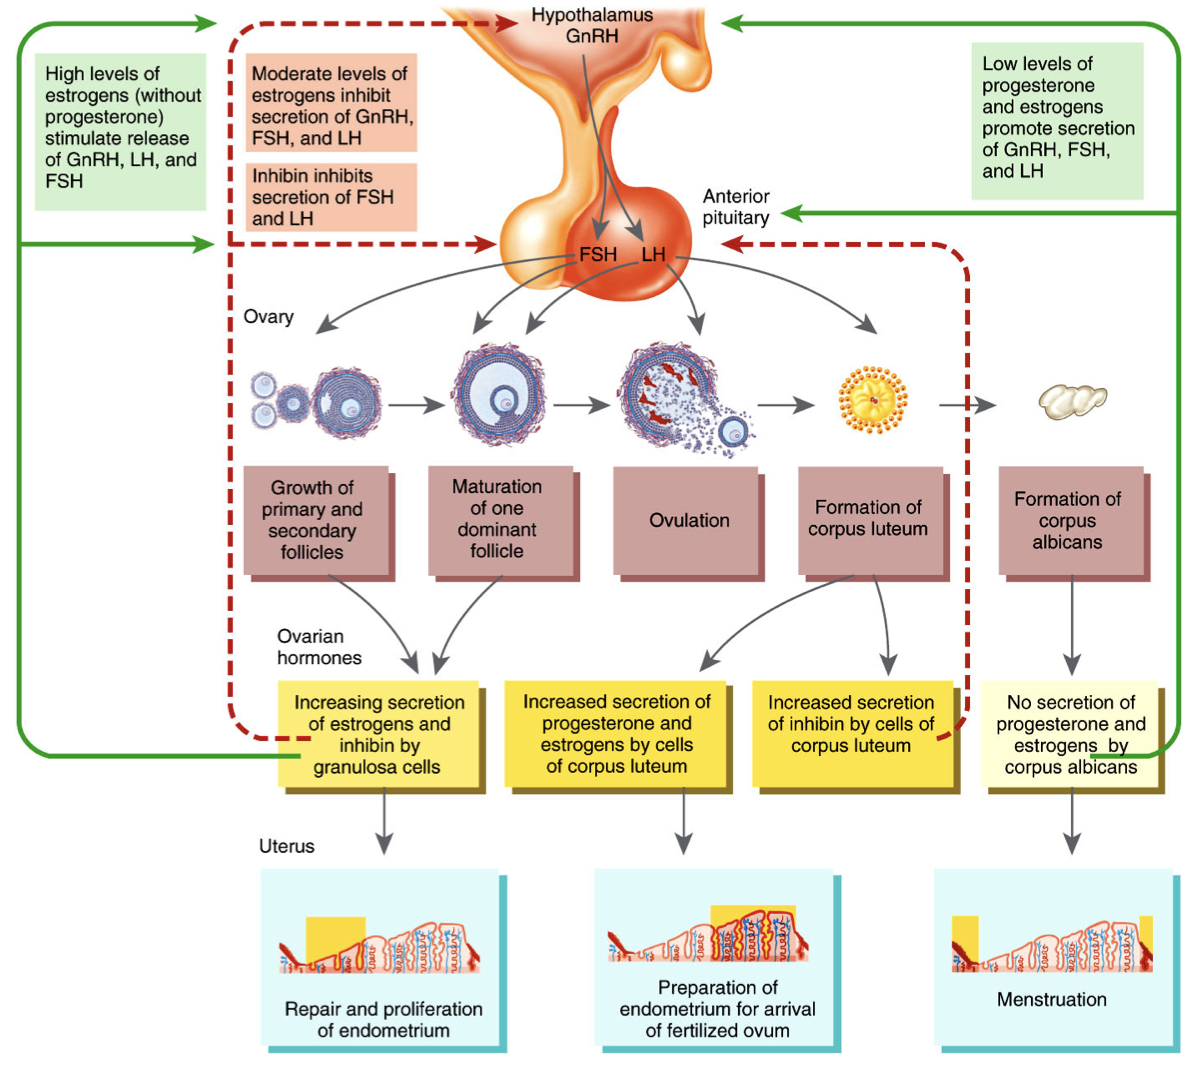 Hypothalamus
GnRH
High levels of
estrogens (without
progesterone)
stimulate release
of GnRH, LH, and
FSH
Moderate levels of
estrogens inhibit
secretion of GnRH,
FSH, and LH
Inhibin inhibits
secretion of FSH
and LH
Low levels of
progesterone
and estrogens
promote secretion
of GnRH, FSH,
and LH
Anterior
pituitary
FSH
LH
Ovary
Growth of
primary and
secondary
follicles
Maturation
of one
dominant
follicle
Ovulation
Formation of
corpus luteum
Formation of
corpus
albicans
Ovarian
hormones
Increasing secretion
of estrogens and
inhibin by
granulosa cells
Increased secretion of
progesterone and
estrogens by cells
of corpus luteum
Increased secretion
of inhibin by cells of
corpus luteum
No secretion of
progesterone and
estrogens by
corpus albicans
Uterus
Repair and proliferation
of endometrium
Preparation of
endometrium for arrival
of fertilized ovum
Menstruation